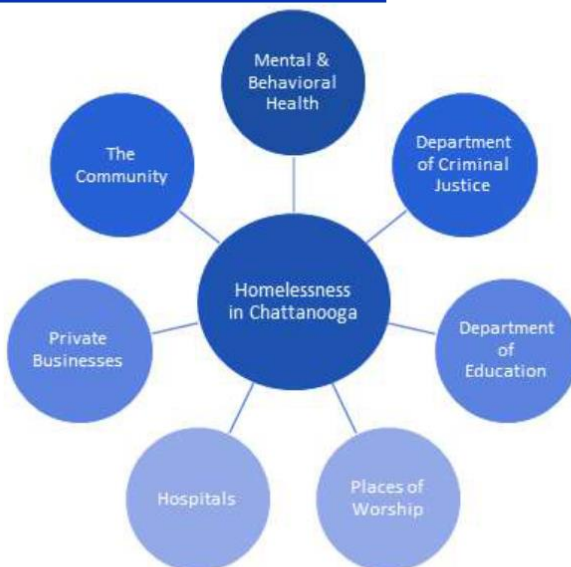 Mental &
Behavioral
Health
The
Community
Department
of Criminal
Justice
Homelessness
in Chattanooga
Private
Businesses
Department
of
Education
Hospitals
Places of
Worship